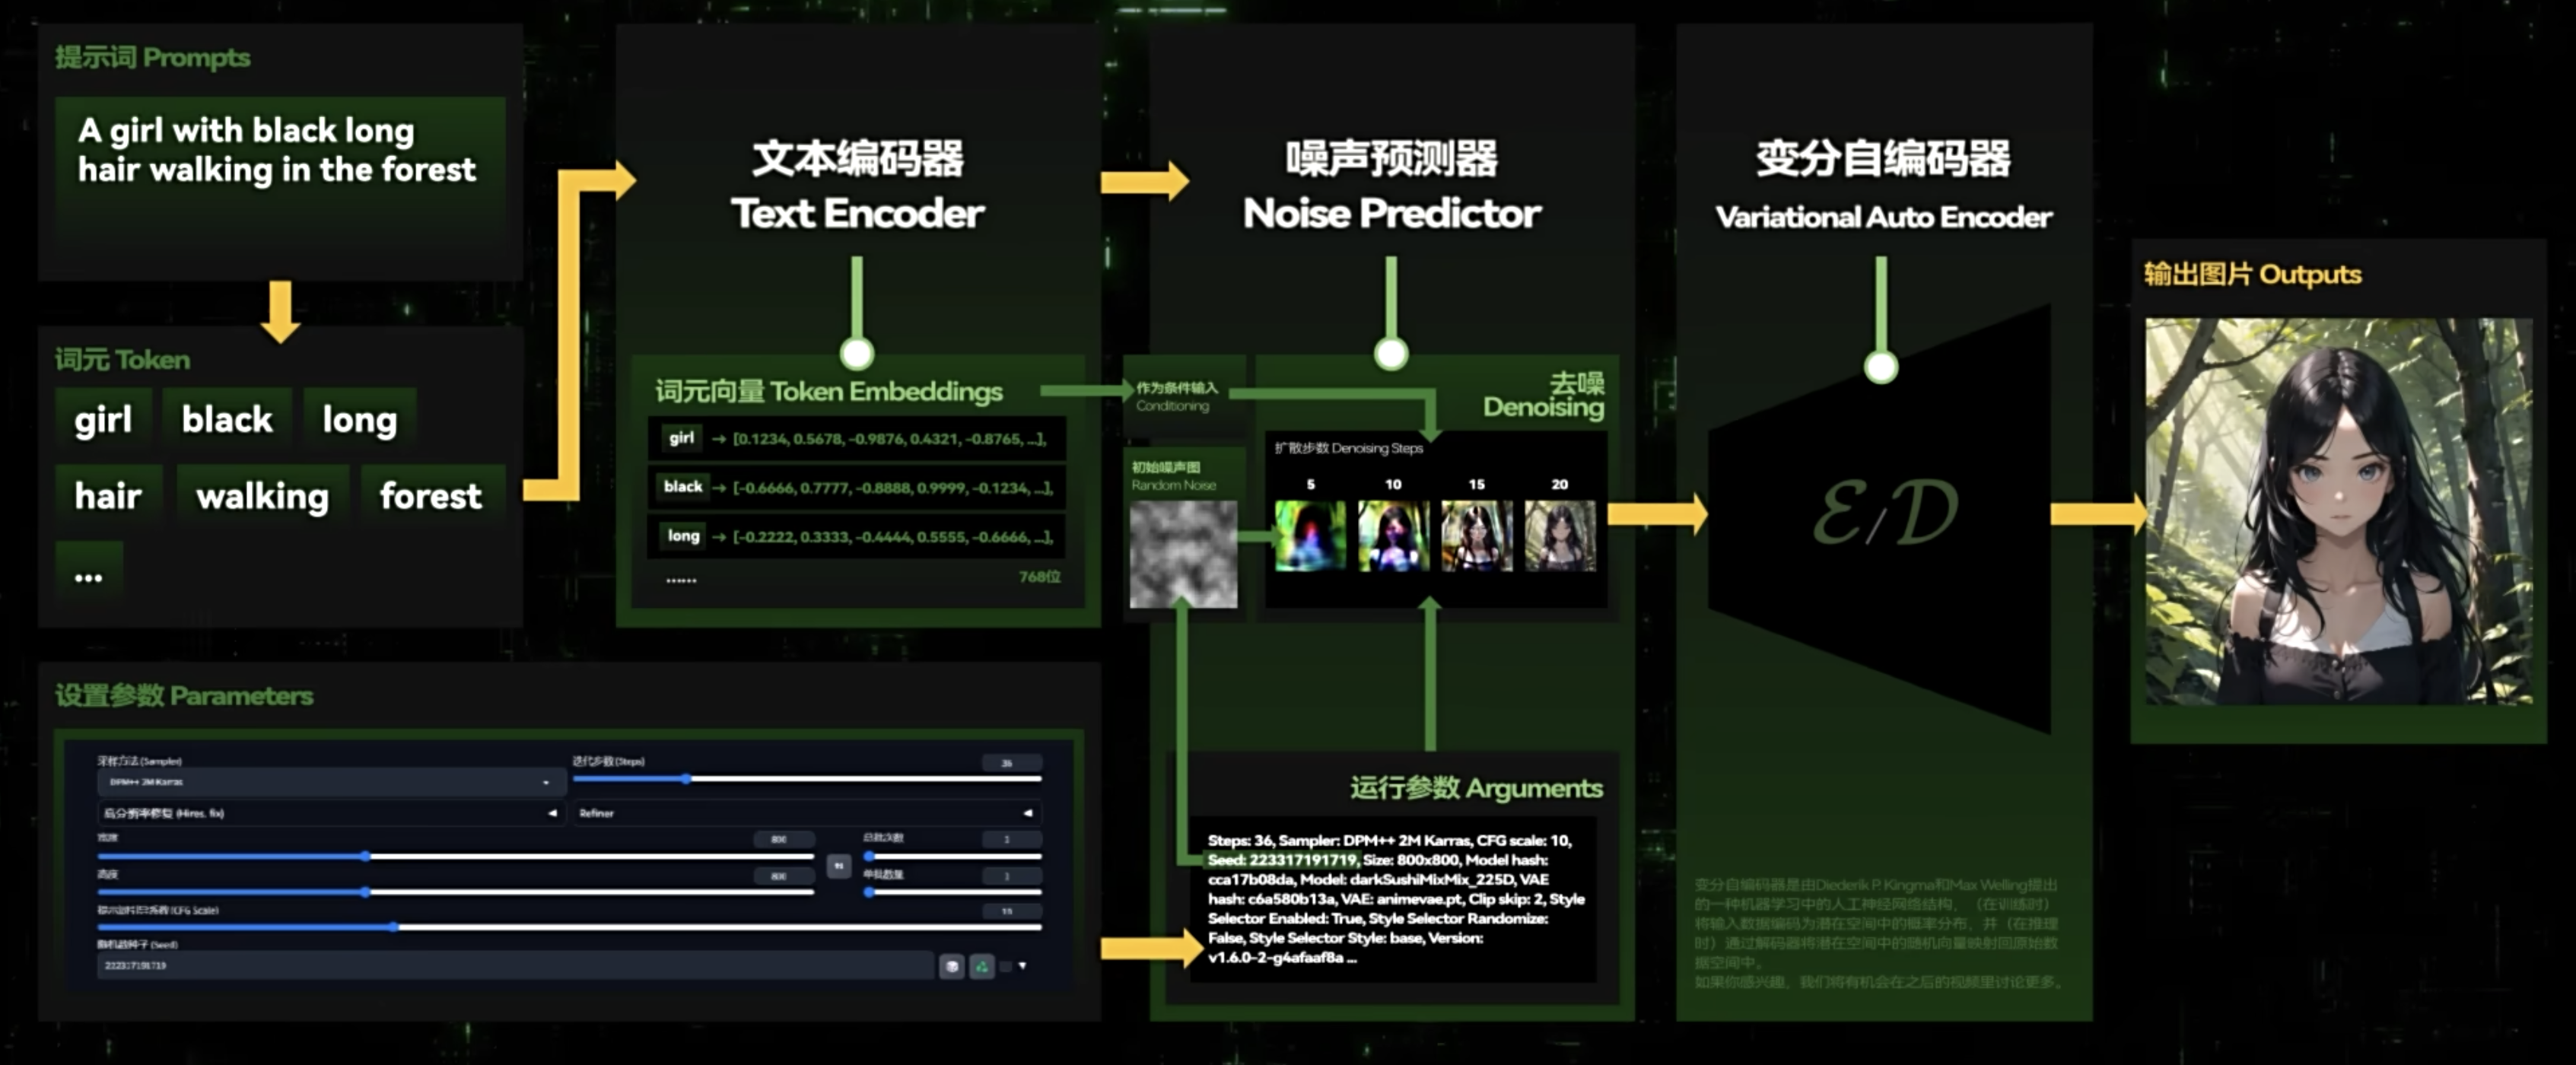 提示词 Prompts
A girl with black long
hair walking in the forest
词元 Token
girl
black
long
hair
walking
forest
...
文本编码器
Text Encoder
词元向量 Token Embeddings
girl → [0.1234, 0.5678, -0.9876, 0.4321, -0.8765, ...],
black → [-0.6666, 0.7777, -0.8888, 0.9999, -0.1234, ...],
long → [-0.2222, 0.3333, -0.4444, 0.5555, -0.6666, ...],
......
768位
噪声预测器
Noise Predictor
作为条件输入
Conditioning
初始噪声图
Random Noise
去噪
Denoising
扩散步数 Denoising Steps
5
10
15
20
变分自编码器
Variational Auto Encoder
ℰ/𝒟
变分自编码器是由Diederik P. Kingma和Max Welling提出
的一种机器学习中的人工神经网络结构，（在训练时）
将输入数据编码为潜在空间中的概率分布，并（在推理
时）通过解码器将潜在空间中的随机向量映射回原始数
据空间中。
如果你感兴趣，我们将有机会在之后的视频里讨论更多。
输出图片 Outputs
设置参数 Parameters
采样方法 (Sampler)
DPM++ 2M Karras
迭代步数 (Steps)
36
高分辨率修复 (Hires. fix)
Refiner
宽度
800
总批次数
1
高度
800
单批数量
1
提示词引导系数 (CFG Scale)
10
随机数种子 (Seed)
223317191719
运行参数 Arguments
Steps: 36, Sampler: DPM++ 2M Karras, CFG scale: 10,
Seed: 223317191719, Size: 800x800, Model hash:
cca17b08da, Model: darkSushiMixMix_225D, VAE
hash: c6a580b13a, VAE: animevae.pt, Clip skip: 2, Style
Selector Enabled: True, Style Selector Randomize:
False, Style Selector Style: base, Version:
v1.6.0-2-g4afaaf8a ...